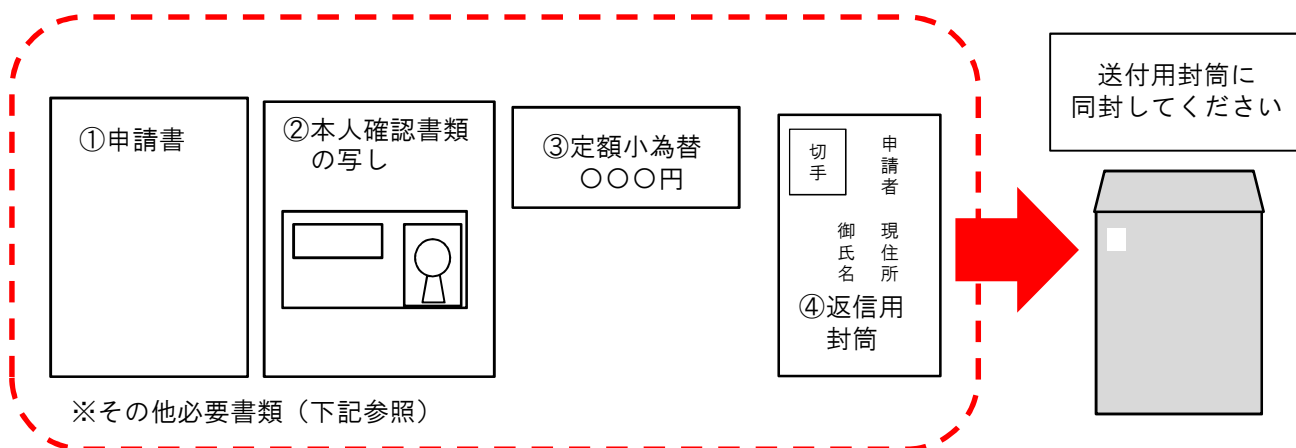 ①申請書
②本人確認書類
の写し
③定額小為替
〇〇〇円
切手
申請者 現住所
御氏名
④返信用
封筒
※その他必要書類（下記参照）
送付用封筒に
同封してください